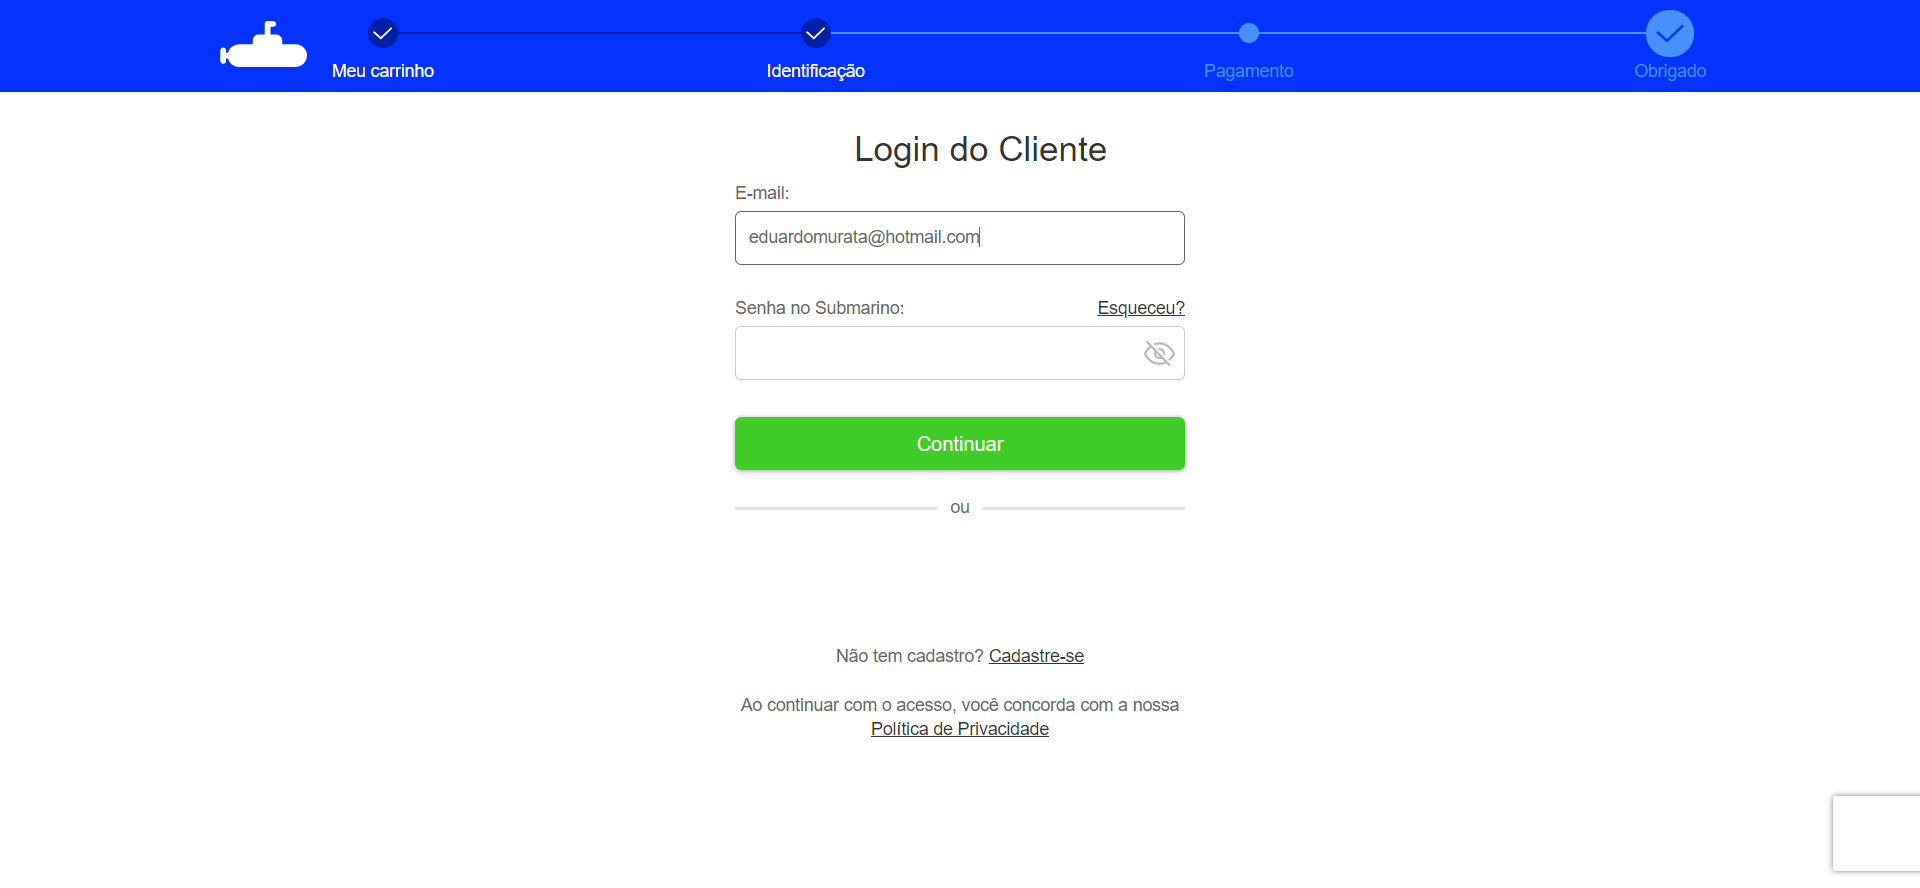 Meu carrinho
Identificação
Pagamento
Obrigado
Login do Cliente
E-mail:
eduardomurata@hotmail.com
Senha no Submarino:
Esqueceu?
Continuar
ou
Não tem cadastro? Cadastre-se
Ao continuar com o acesso, você concorda com a nossa
Política de Privacidade